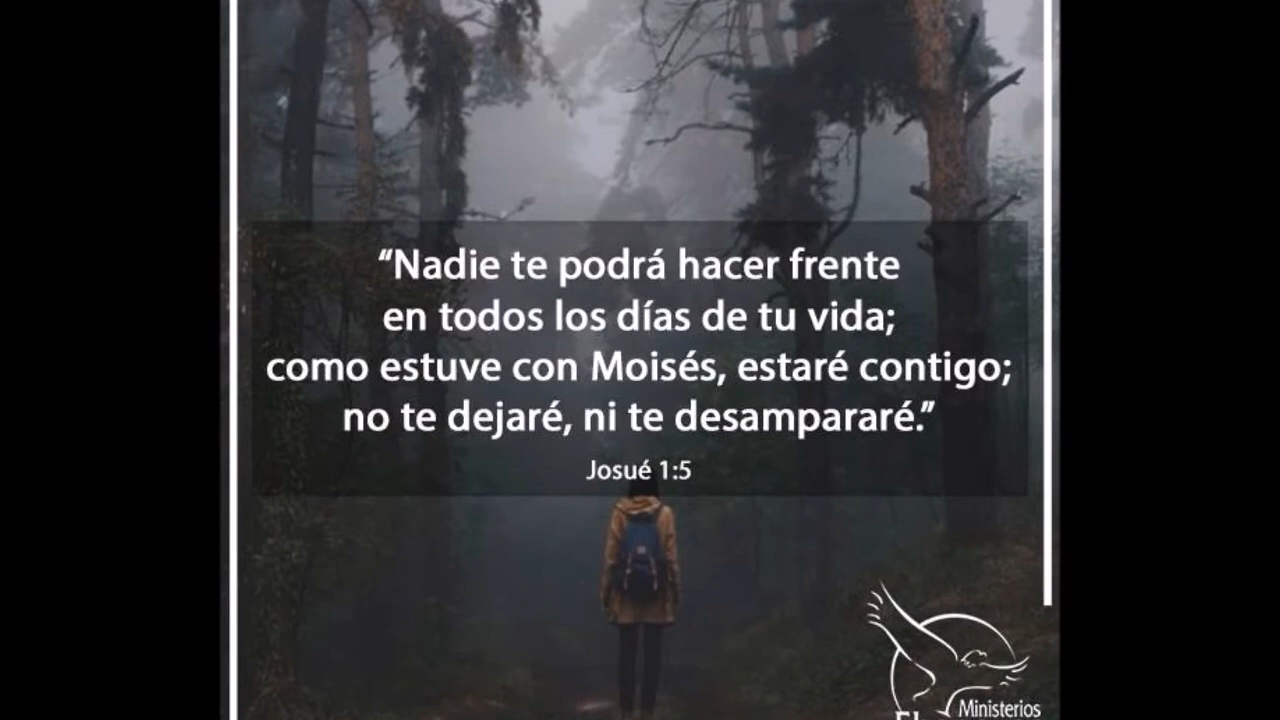 “Nadie te podrá hacer frente
en todos los días de tu vida;
como estuve con Moisés, estaré contigo;
no te dejaré, ni te desampararé.”
Josué 1:5
Ministerios